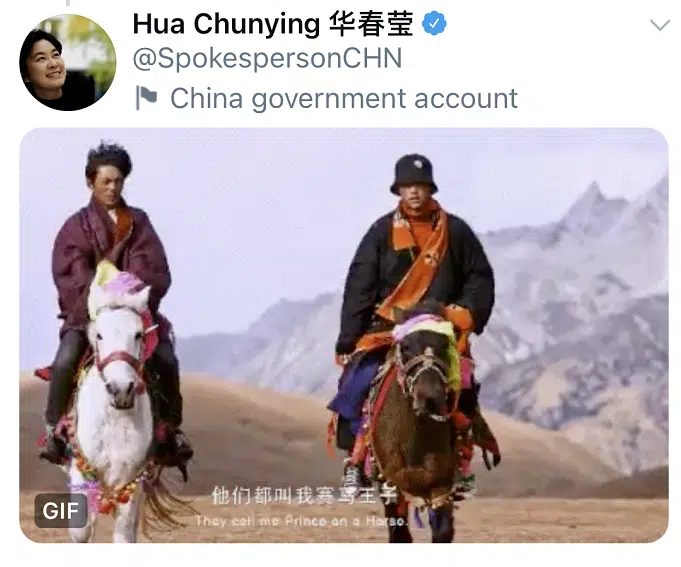 Hua Chunying 华春莹
@SpokespersonCHN
China government account
他们都叫我赛马王子
They call me Prince on a Horse.
GIF